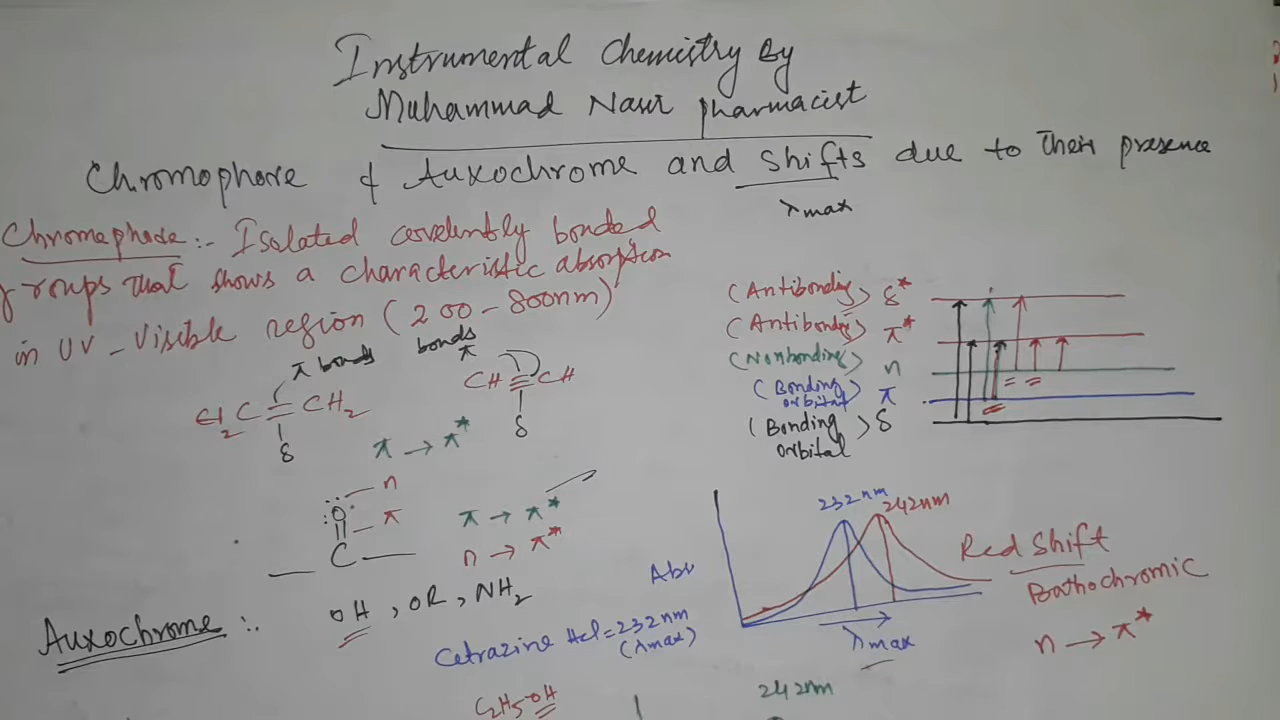 Instrumental Chemistry By
Muhammad Nasir pharmacist
Chromophore & Auxochrome and shifts due to Their presence
λmax
Chromophore :- Isolated covalently bonded
groups that shows a characteristic absorption
in UV-Visible region (200-800nm)
π bonds
bonds
π
CH2C=CH2
δ
CH≡CH
δ
π → π*
n
π
O
C
π → π*
n → π*
(Antibonding) δ*
(Antibonding) π*
(Nonbonding) n
(Bonding orbital) π
(Bonding orbital) δ
232nm
242nm
Abs
λmax
Red Shift
Bathochromic
n → π*
Auxochrome :-
OH, OR, NH2
Cetrazine Hcl = 232nm
(λmax)
C2H5-OH
242nm